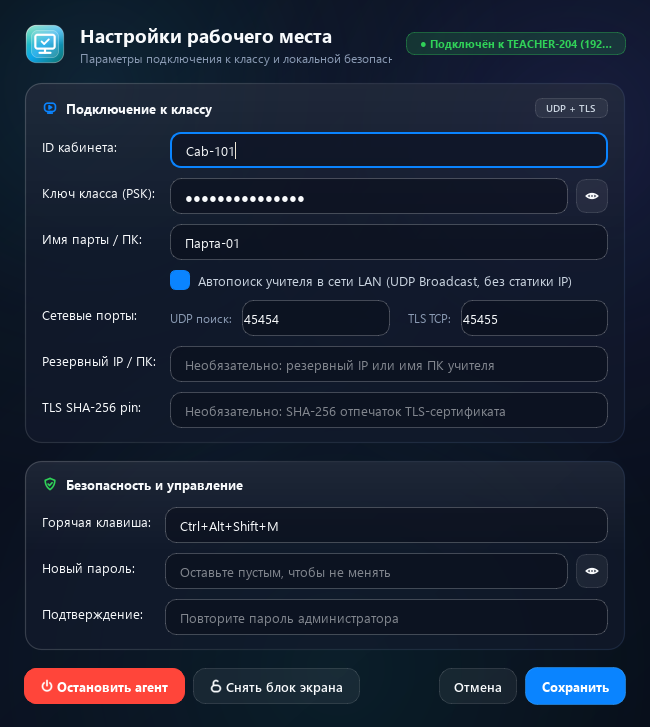 Настройки рабочего места
Параметры подключения к классу и локальной безопасн
● Подключён к TEACHER-204 (192...
Подключение к классу
UDP + TLS
ID кабинета:
Cab-101
Ключ класса (PSK):
●●●●●●●●●●●●●●●
Имя парты / ПК:
Парта-01
Автопоиск учителя в сети LAN (UDP Broadcast, без статики IP)
Сетевые порты:
UDP поиск:
45454
TLS TCP:
45455
Резервный IP / ПК:
Необязательно: резервный IP или имя ПК учителя
TLS SHA-256 pin:
Необязательно: SHA-256 отпечаток TLS-сертификата
Безопасность и управление
Горячая клавиша:
Ctrl+Alt+Shift+M
Новый пароль:
Оставьте пустым, чтобы не менять
Подтверждение:
Повторите пароль администратора
Остановить агент
Снять блок экрана
Отмена
Сохранить